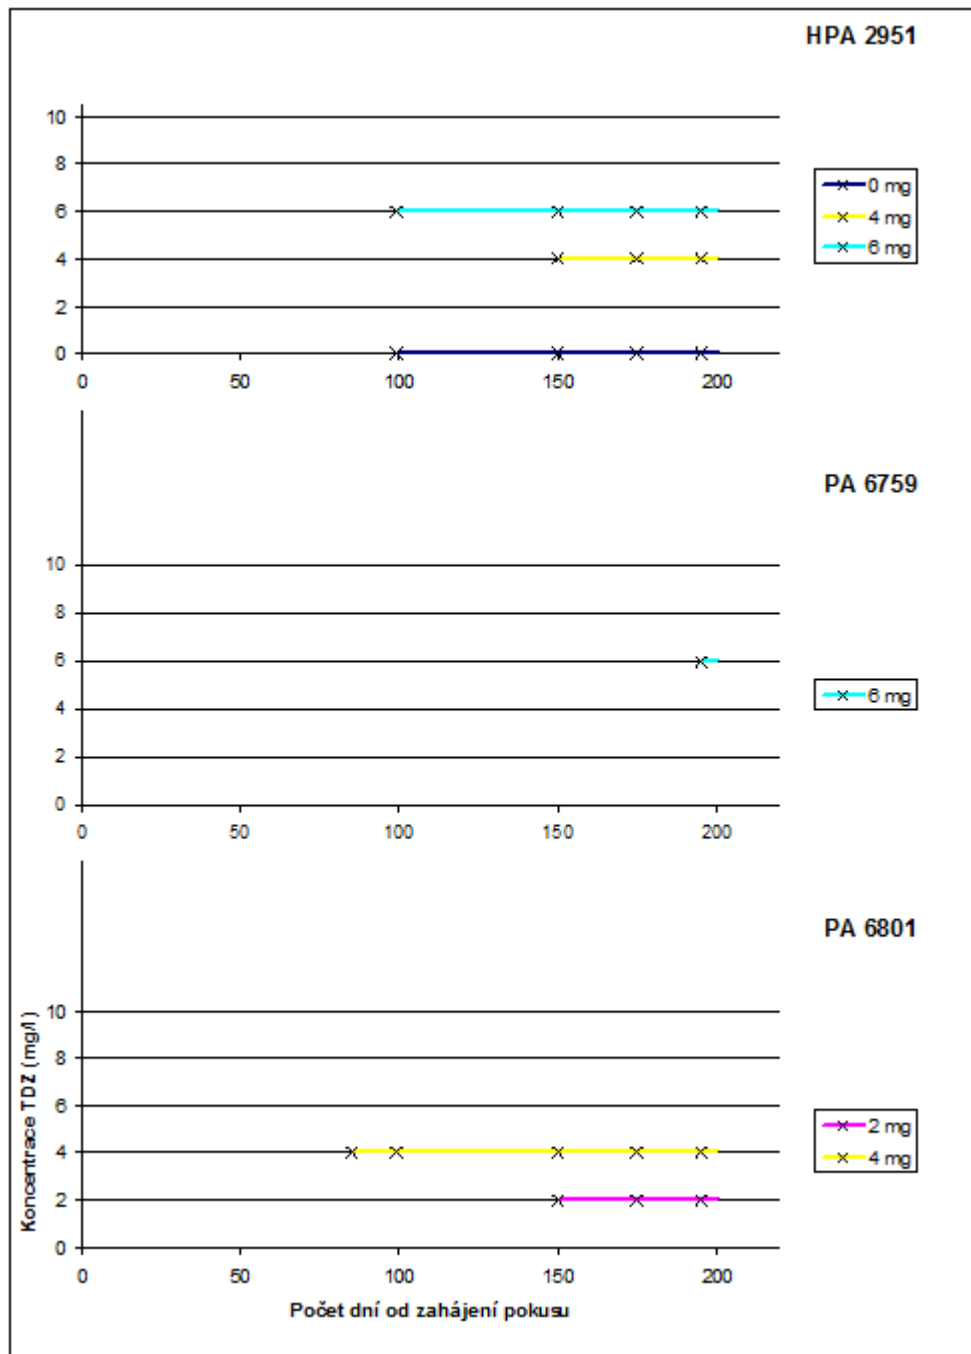 HPA 2951
10
8
6
4
2
0
0 50 100 150 200
0 mg
4 mg
6 mg
PA 6759
10
8
6
4
2
0
0 50 100 150 200
6 mg
PA 6801
Koncentrace TDZ (mg/l)
10
8
6
4
2
0
0 50 100 150 200
2 mg
4 mg
Počet dní od zahájení pokusu